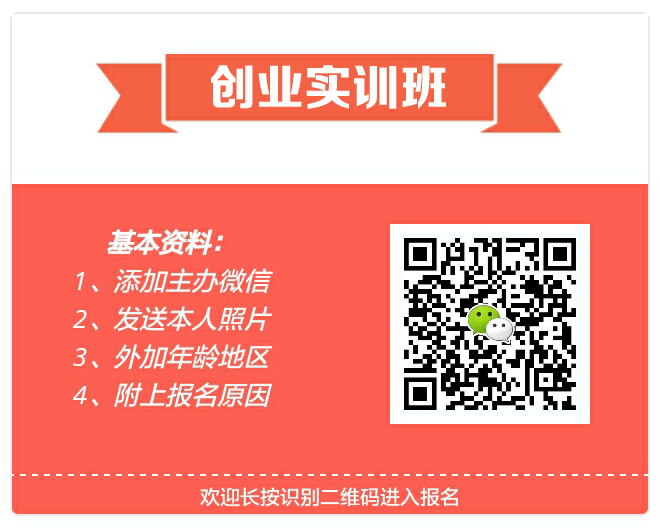 创业实训班
基本资料：
1、添加主办微信
2、发送本人照片
3、外加年龄地区
4、附上报名原因
欢迎长按识别二维码进入报名